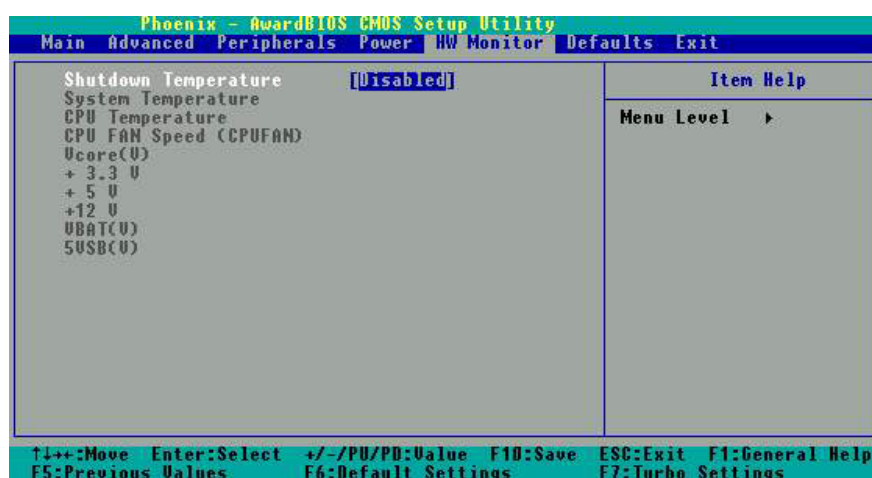 Phoenix - AwardBIOS CMOS Setup Utility
Main Advanced Peripherals Power HW Monitor Defaults Exit
Shutdown Temperature [Disabled]
System Temperature
CPU Temperature
CPU FAN Speed (CPUFAN)
Vcore(V)
+ 3.3 V
+ 5 V
+12 V
VBAT(V)
5VSB(V)
Item Help
Menu Level ▸
↑↓→←:Move Enter:Select +/-/PU/PD:Value F10:Save ESC:Exit F1:General Help
F5:Previous Values F6:Default Settings F7:Turbo Settings